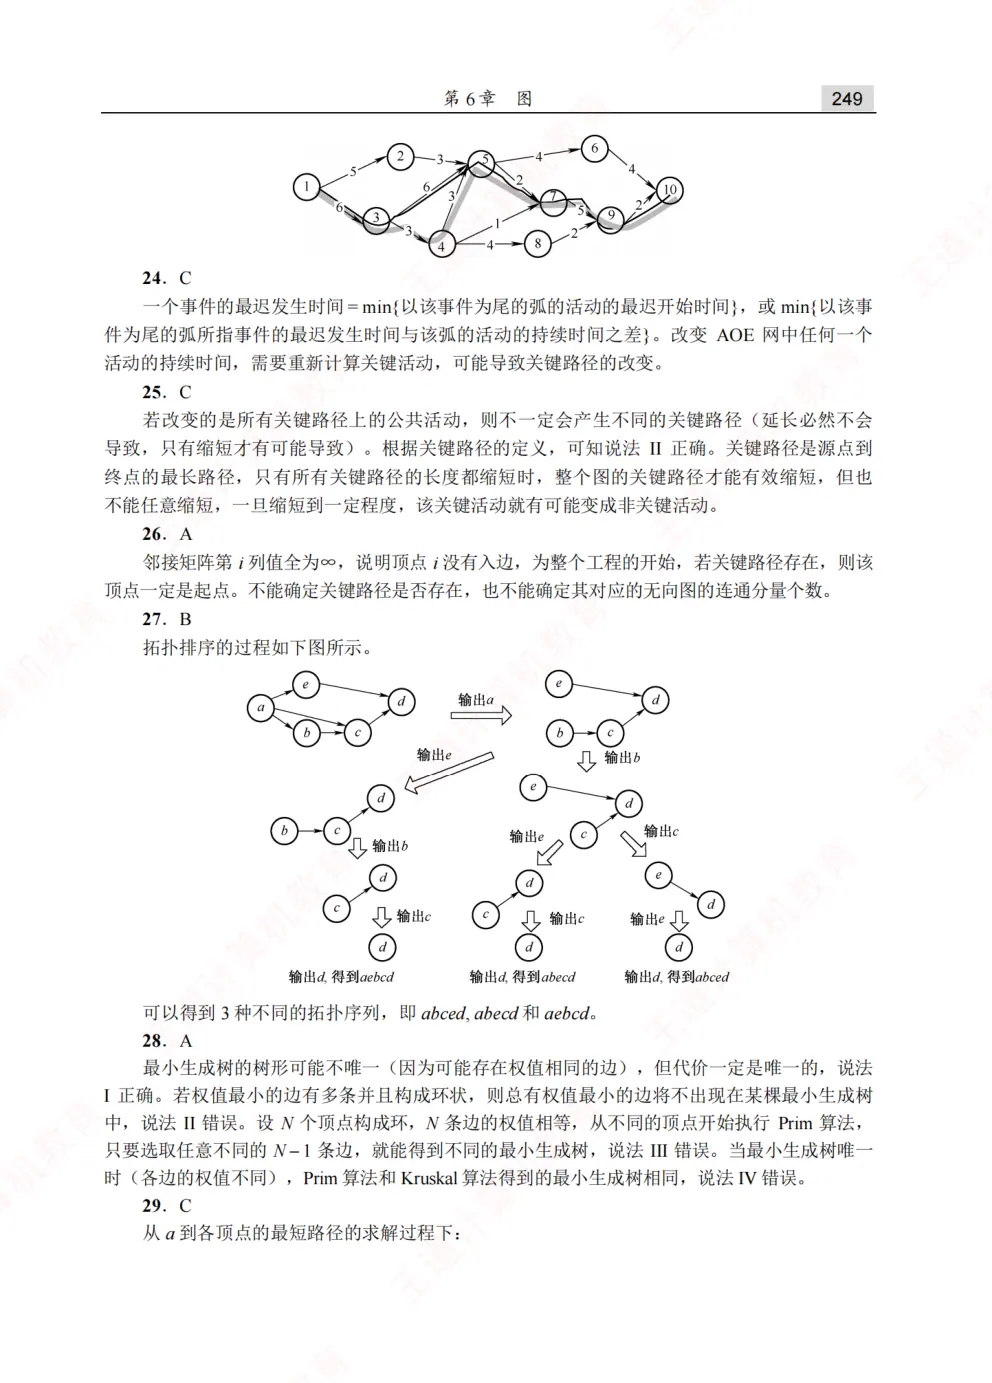 第 6 章 图 249
1 2 3 4 5 6 7 8 9 10
5 3 4 4 6 6 2 3 3 1 5 2 4 2
24．C
一个事件的最迟发生时间 = min{以该事件为尾的弧的活动的最迟开始时间}，或 min{以该事
件为尾的弧所指事件的最迟发生时间与该弧的活动的持续时间之差}。改变 AOE 网中任何一个
活动的持续时间，需要重新计算关键活动，可能导致关键路径的改变。
25．C
若改变的是所有关键路径上的公共活动，则不一定会产生不同的关键路径（延长必然不会
导致，只有缩短才有可能导致）。根据关键路径的定义，可知说法 II 正确。关键路径是源点到
终点的最长路径，只有所有关键路径的长度都缩短时，整个图的关键路径才能有效缩短，但也
不能任意缩短，一旦缩短到一定程度，该关键活动就有可能变成非关键活动。
26．A
邻接矩阵第 i 列值全为∞，说明顶点 i 没有入边，为整个工程的开始，若关键路径存在，则该
顶点一定是起点。不能确定关键路径是否存在，也不能确定其对应的无向图的连通分量个数。
27．B
拓扑排序的过程如下图所示。
e a d b c 输出a e d b c
输出e 输出b
d b c e d c
输出b 输出e 输出c
d c d c e d
输出c 输出c 输出e
d d d
输出d, 得到aebcd 输出d, 得到abecd 输出d, 得到abced
可以得到 3 种不同的拓扑序列，即 abced, abecd 和 aebcd。
28．A
最小生成树的树形可能不唯一（因为可能存在权值相同的边），但代价一定是唯一的，说法
I 正确。若权值最小的边有多条并且构成环状，则总有权值最小的边将不出现在某棵最小生成树
中，说法 II 错误。设 N 个顶点构成环，N 条边的权值相等，从不同的顶点开始执行 Prim 算法，
只要选取任意不同的 N – 1 条边，就能得到不同的最小生成树，说法 III 错误。当最小生成树唯一
时（各边的权值不同），Prim 算法和 Kruskal 算法得到的最小生成树相同，说法 IV 错误。
29．C
从 a 到各顶点的最短路径的求解过程下：